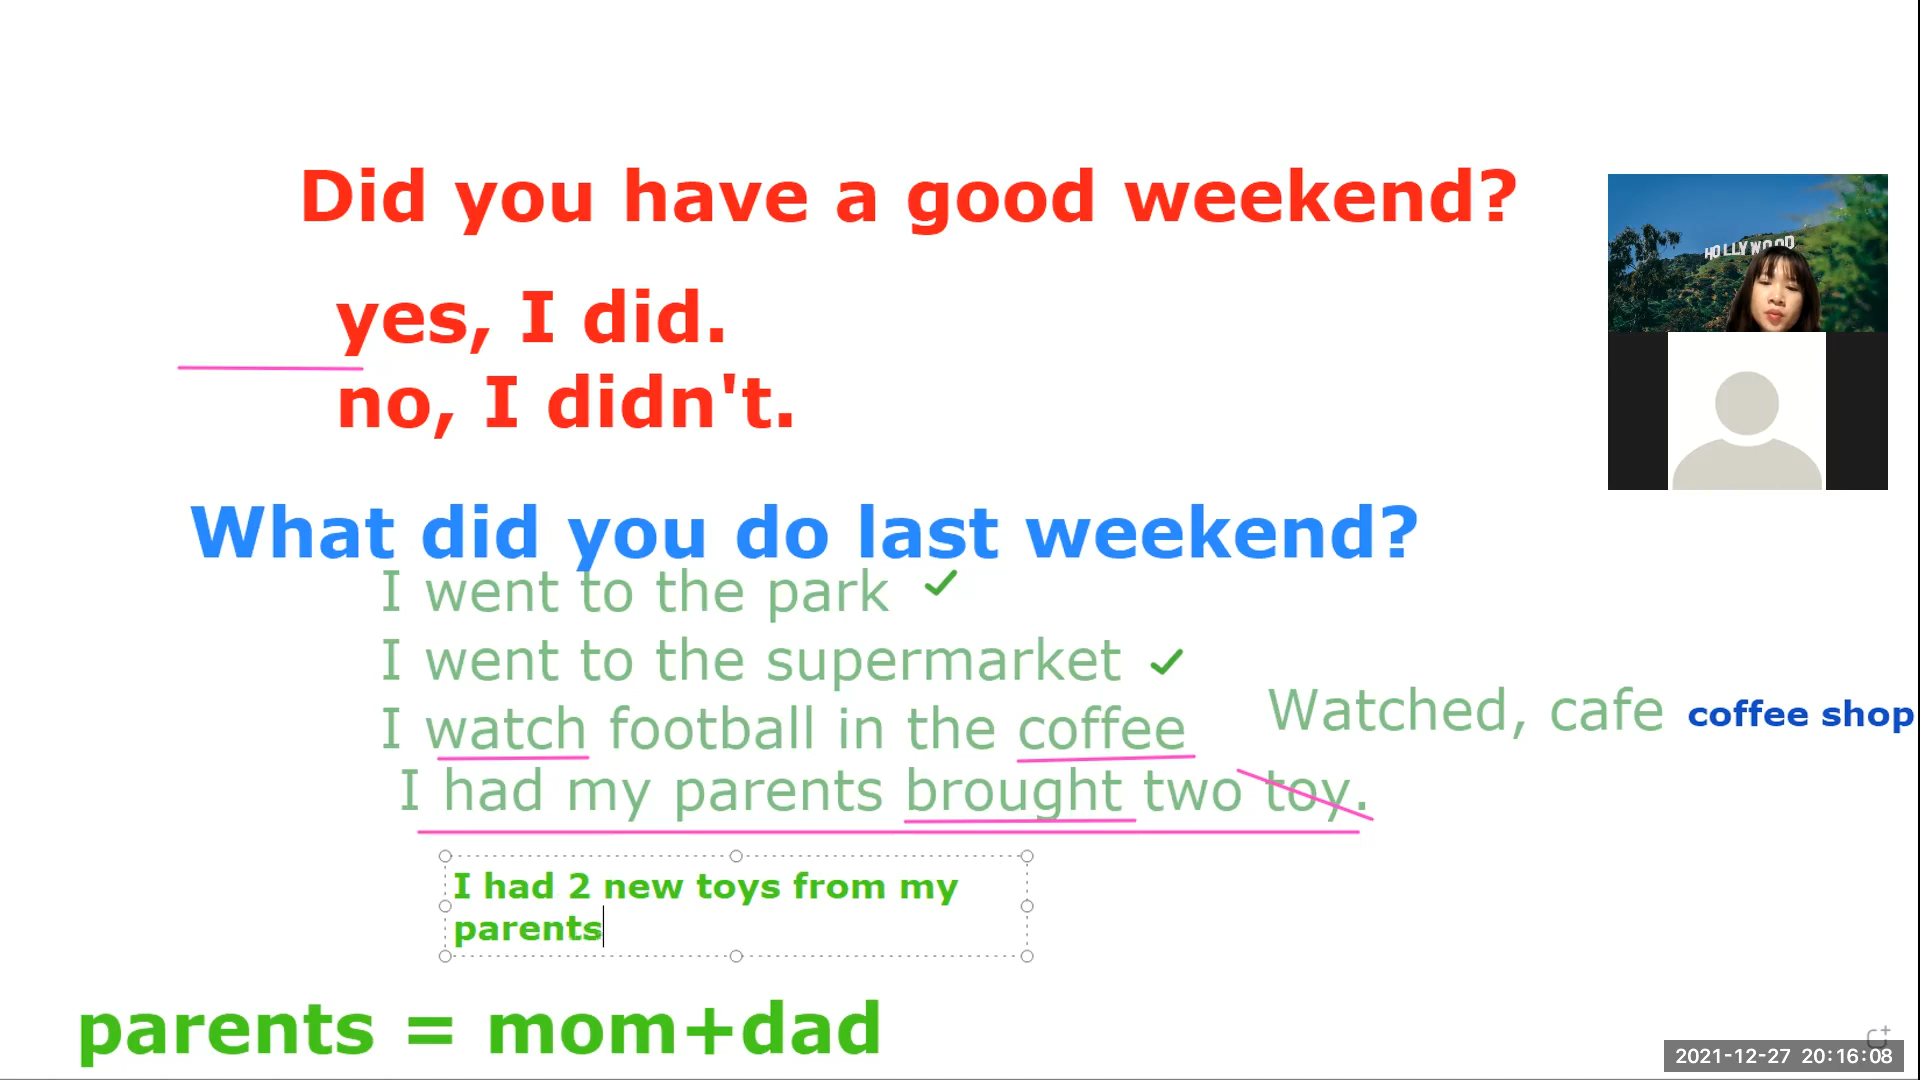 Did you have a good weekend?
HOLLYWOOD
yes, I did.
no, I didn't.
What did you do last weekend?
I went to the park
I went to the supermarket
I watch football in the coffee
Watched, cafe coffee shop
I had my parents brought two toy.
I had 2 new toys from my
parents
parents = mom+dad
2021-12-27 20:16:08